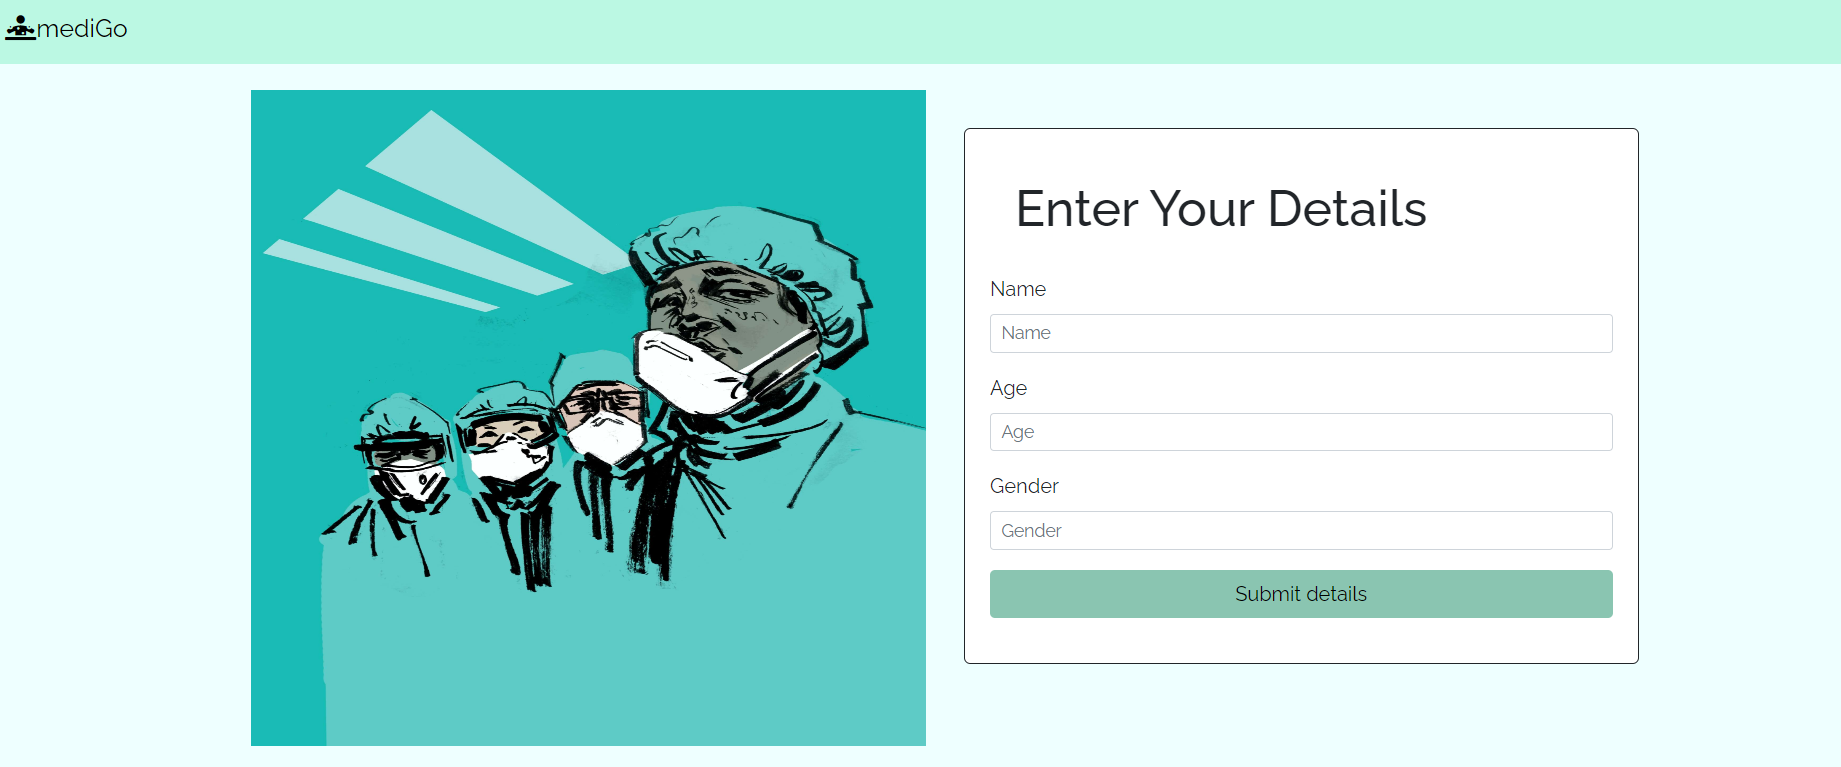 mediGo
Enter Your Details
Name
Name
Age
Age
Gender
Gender
Submit details